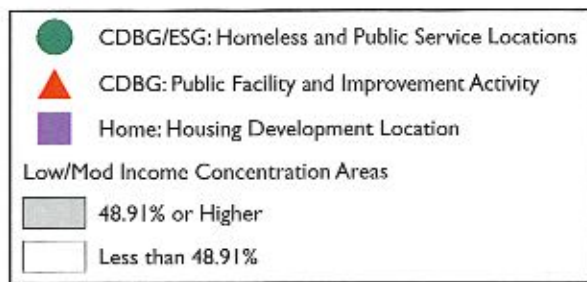 CDBG/ESG: Homeless and Public Service Locations
CDBG: Public Facility and Improvement Activity
Home: Housing Development Location
Low/Mod Income Concentration Areas
48.91% or Higher
Less than 48.91%